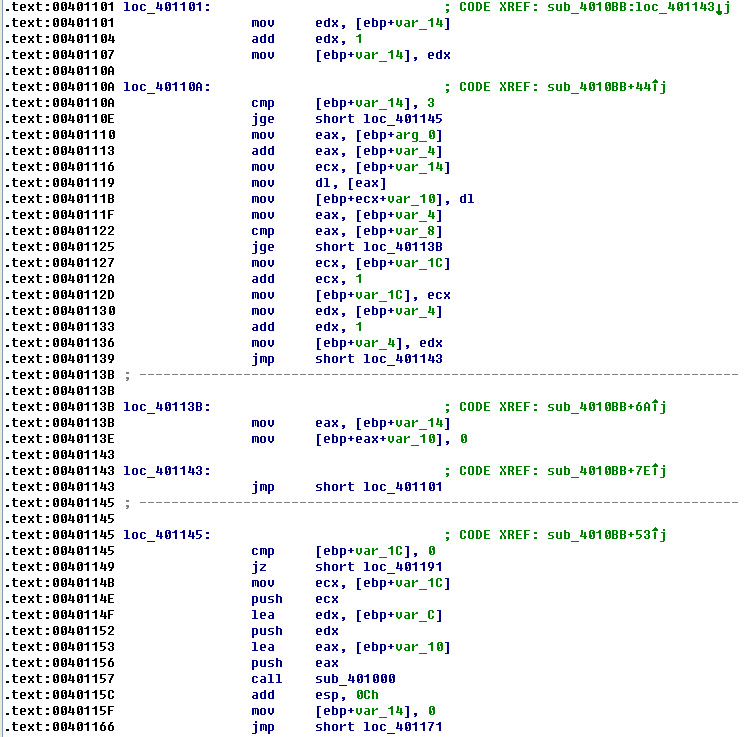 .text:00401101 loc_401101:                             ; CODE XREF: sub_4010BB:loc_401143↓j
.text:00401101                 mov     edx, [ebp+var_14]
.text:00401104                 add     edx, 1
.text:00401107                 mov     [ebp+var_14], edx
.text:0040110A
.text:0040110A loc_40110A:                             ; CODE XREF: sub_4010BB+44↑j
.text:0040110A                 cmp     [ebp+var_14], 3
.text:0040110E                 jge     short loc_401145
.text:00401110                 mov     eax, [ebp+arg_0]
.text:00401113                 add     eax, [ebp+var_4]
.text:00401116                 mov     ecx, [ebp+var_14]
.text:00401119                 mov     dl, [eax]
.text:0040111B                 mov     [ebp+ecx+var_10], dl
.text:0040111F                 mov     eax, [ebp+var_4]
.text:00401122                 cmp     eax, [ebp+var_8]
.text:00401125                 jge     short loc_40113B
.text:00401127                 mov     ecx, [ebp+var_1C]
.text:0040112A                 add     ecx, 1
.text:0040112D                 mov     [ebp+var_1C], ecx
.text:00401130                 mov     edx, [ebp+var_4]
.text:00401133                 add     edx, 1
.text:00401136                 mov     [ebp+var_4], edx
.text:00401139                 jmp     short loc_401143
.text:0040113B ; ---------------------------------------------------------------------------
.text:0040113B
.text:0040113B loc_40113B:                             ; CODE XREF: sub_4010BB+6A↑j
.text:0040113B                 mov     eax, [ebp+var_14]
.text:0040113E                 mov     [ebp+eax+var_10], 0
.text:00401143
.text:00401143 loc_401143:                             ; CODE XREF: sub_4010BB+7E↑j
.text:00401143                 jmp     short loc_401101
.text:00401145 ; ---------------------------------------------------------------------------
.text:00401145
.text:00401145 loc_401145:                             ; CODE XREF: sub_4010BB+53↑j
.text:00401145                 cmp     [ebp+var_1C], 0
.text:00401149                 jz      short loc_401191
.text:0040114B                 mov     ecx, [ebp+var_1C]
.text:0040114E                 push    ecx
.text:0040114F                 lea     edx, [ebp+var_C]
.text:00401152                 push    edx
.text:00401153                 lea     eax, [ebp+var_10]
.text:00401156                 push    eax
.text:00401157                 call    sub_401000
.text:0040115C                 add     esp, 0Ch
.text:0040115F                 mov     [ebp+var_14], 0
.text:00401166                 jmp     short loc_401171